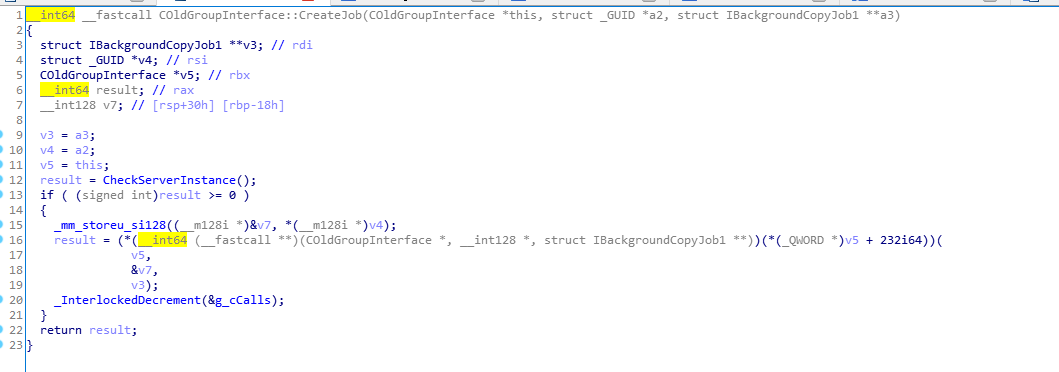 1 __int64 __fastcall COldGroupInterface::CreateJob(COldGroupInterface *this, struct _GUID *a2, struct IBackgroundCopyJob1 **a3)
2 {
3   struct IBackgroundCopyJob1 **v3; // rdi
4   struct _GUID *v4; // rsi
5   COldGroupInterface *v5; // rbx
6   __int64 result; // rax
7   __int128 v7; // [rsp+30h] [rbp-18h]
8
9   v3 = a3;
10   v4 = a2;
11   v5 = this;
12   result = CheckServerInstance();
13   if ( (signed int)result >= 0 )
14   {
15     _mm_storeu_si128((__m128i *)&v7, *(__m128i *)v4);
16     result = (*(__int64 (__fastcall **)(COldGroupInterface *, __int128 *, struct IBackgroundCopyJob1 **))(*(_QWORD *)v5 + 232i64))(
17                v5,
18                &v7,
19                v3);
20     _InterlockedDecrement(&g_cCalls);
21   }
22   return result;
23 }